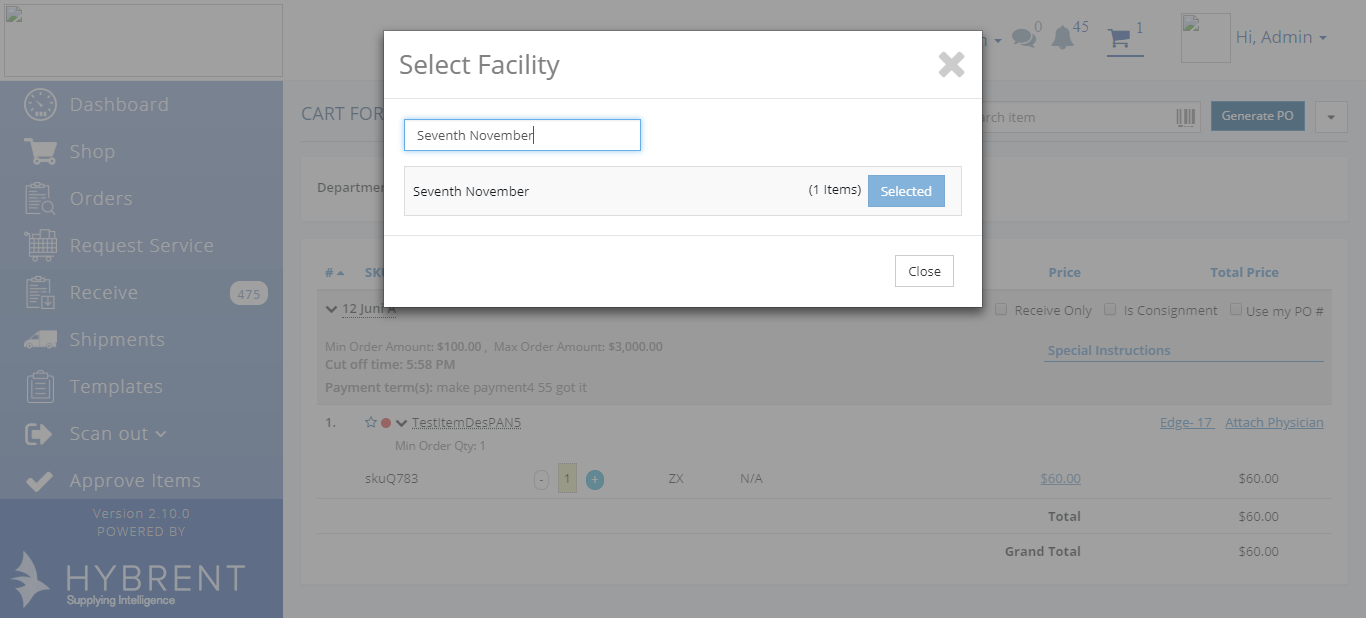 Select Facility
Seventh November
Seventh November (1 Items) Selected
Close
0 45 1 Hi, Admin
Dashboard
Shop
Orders
Request Service
Receive 475
Shipments
Templates
Scan out
Approve Items
Version 2.10.0
POWERED BY
HYBRENT
Supplying Intelligence
CART FOR
item Generate PO
# Price Total Price
12 Juni A Receive Only Is Consignment Use my PO #
Min Order Amount: $100.00 , Max Order Amount: $3,000.00
Special Instructions
Cut off time: 5:58 PM
Payment term(s): make payment4 55 got it
1. TestItemDesPAN5 Edge- 17 Attach Physician
Min Order Qty: 1
skuQ783 - 1 + ZX N/A $60.00 $60.00
Total $60.00
Grand Total $60.00